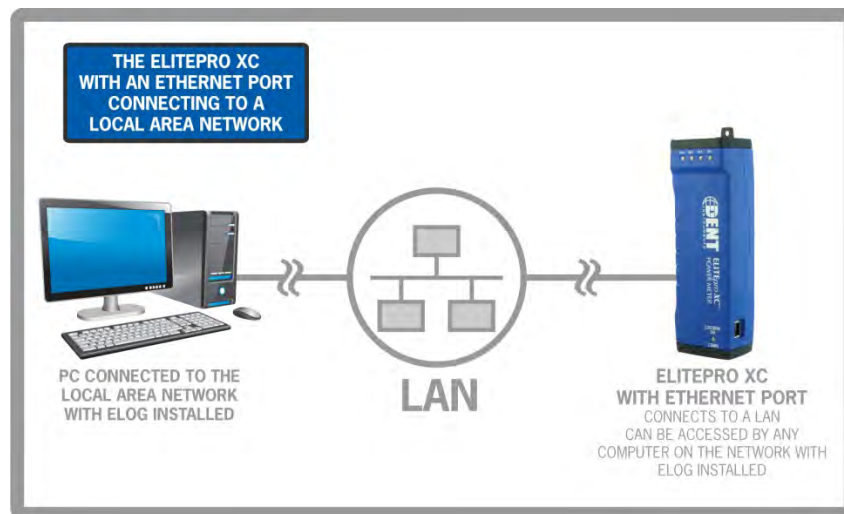 THE ELITEPRO XC
WITH AN ETHERNET PORT
CONNECTING TO A
LOCAL AREA NETWORK
PC CONNECTED TO THE
LOCAL AREA NETWORK
WITH ELOG INSTALLED
LAN
DENT
ELITEpro XC™
POWER METER
ELITEPRO XC
WITH ETHERNET PORT
CONNECTS TO A LAN
CAN BE ACCESSED BY ANY
COMPUTER ON THE NETWORK WITH
ELOG INSTALLED